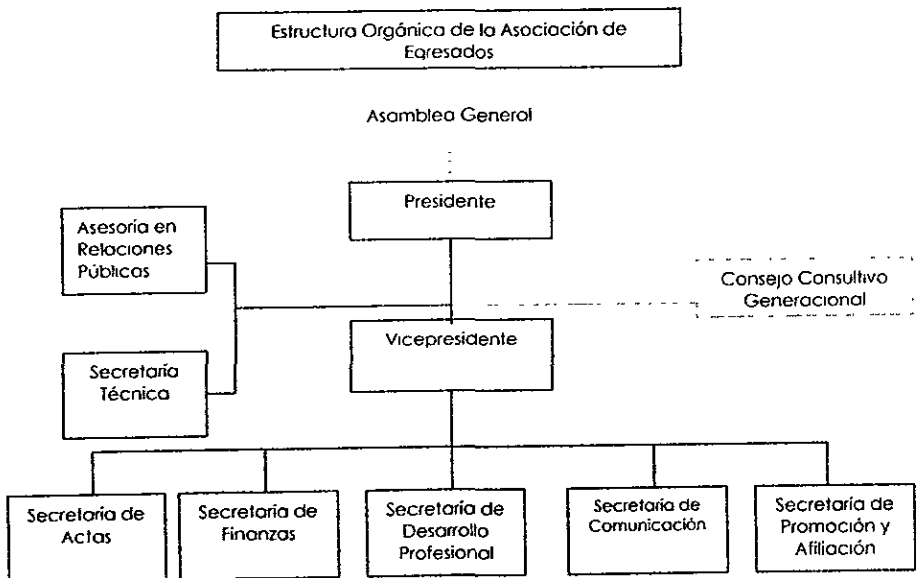 Estructura Orgánica de la Asociación de
Egresados
Asamblea General
Presidente
Asesoría en
Relaciones
Públicas
Consejo Consultivo
Generacional
Vicepresidente
Secretaría
Técnica
Secretaría de
Actas
Secretaría de
Finanzas
Secretaría de
Desarrollo
Profesional
Secretaría de
Comunicación
Secretaría de
Promoción y
Afiliación